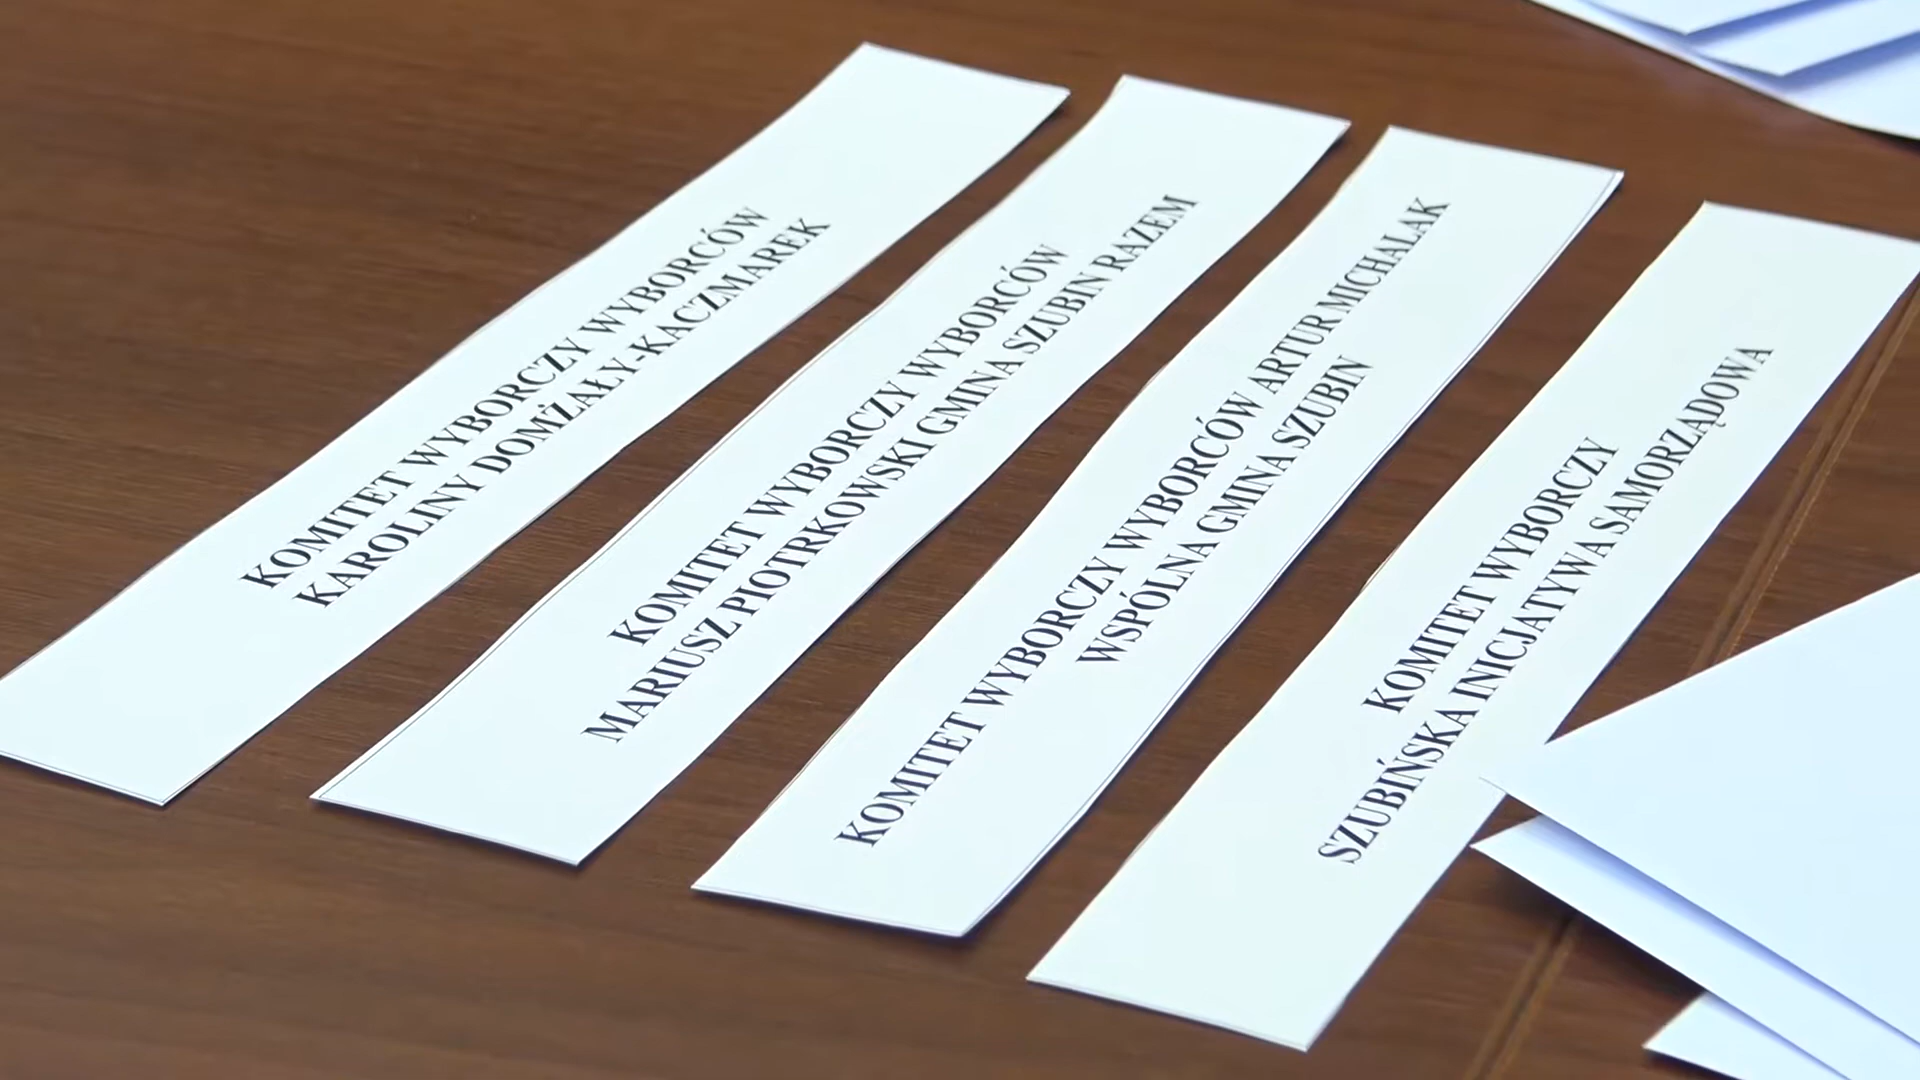 KOMITET WYBORCZY WYBORCÓW
KAROLINY DOMŻAŁY-KACZMAREK
KOMITET WYBORCZY WYBORCÓW
MARIUSZ PIOTRKOWSKI GMINA SZUBIN RAZEM
KOMITET WYBORCZY WYBORCÓW ARTUR MICHALAK
WSPÓLNA GMINA SZUBIN
KOMITET WYBORCZY
SZUBIŃSKA INICJATYWA SAMORZĄDOWA